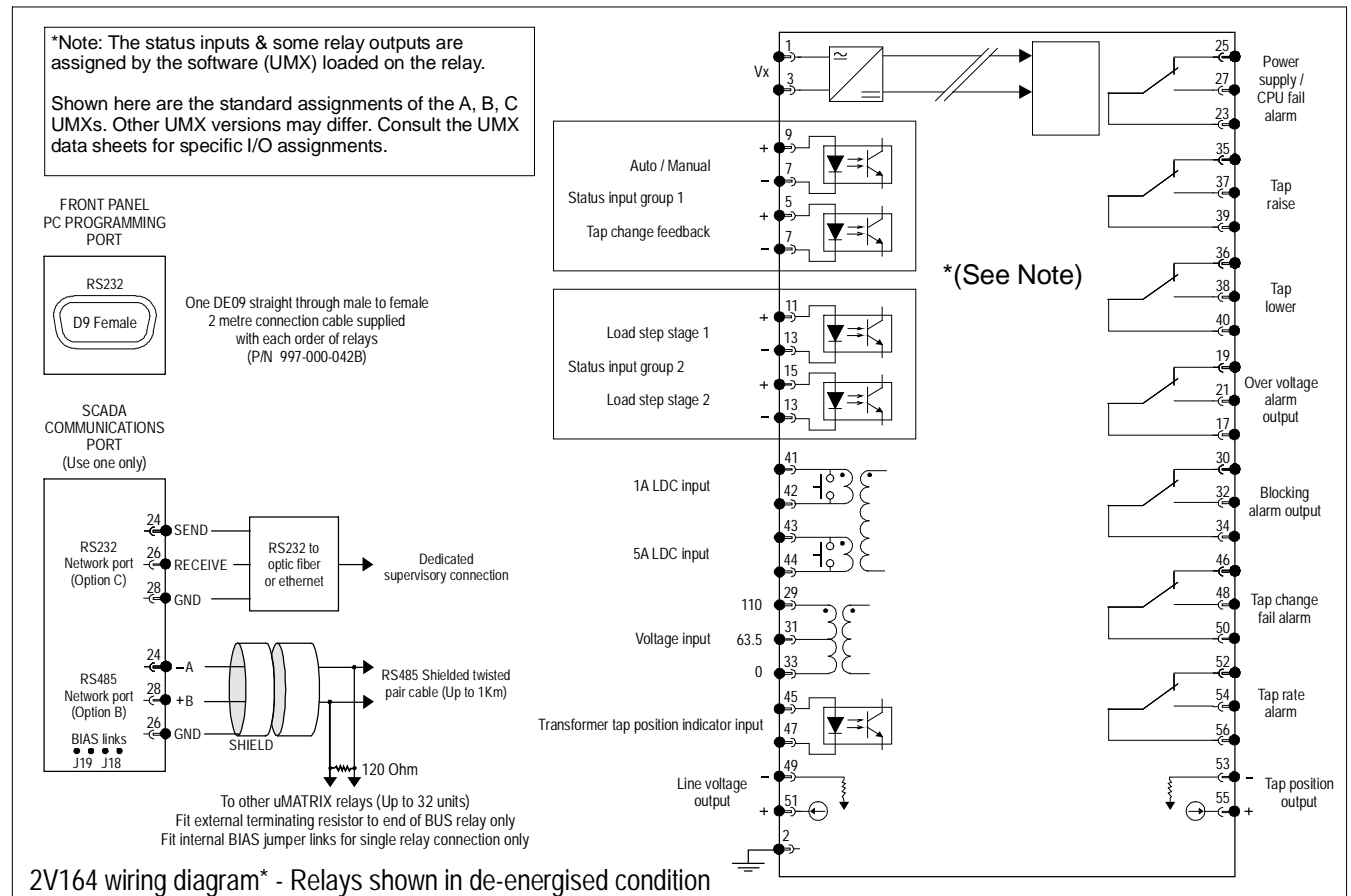 *Note: The status inputs & some relay outputs are
assigned by the software (UMX) loaded on the relay.
Shown here are the standard assignments of the A, B, C
UMXs. Other UMX versions may differ. Consult the UMX
data sheets for specific I/O assignments.
FRONT PANEL
PC PROGRAMMING
PORT
RS232
D9 Female
One DE09 straight through male to female
2 metre connection cable supplied
with each order of relays
(P/N 997-000-042B)
SCADA
COMMUNICATIONS
PORT
(Use one only)
RS232
Network port
(Option C)
24
SEND
26
RECEIVE
28
GND
RS232 to
optic fiber
or ethernet
Dedicated
supervisory connection
RS485
Network port
(Option B)
24
-A
28
+B
26
GND
BIAS links
J19 J18
SHIELD
RS485 Shielded twisted
pair cable (Up to 1Km)
120 Ohm
To other uMATRIX relays (Up to 32 units)
Fit external terminating resistor to end of BUS relay only
Fit internal BIAS jumper links for single relay connection only
Vx
1
3
Auto / Manual
+
9
–
7
Status input group 1
Tap change feedback
+
5
–
7
Load step stage 1
+
11
–
13
Status input group 2
Load step stage 2
+
15
–
13
1A LDC input
41
42
5A LDC input
43
44
Voltage input
110
29
63.5
31
0
33
Transformer tap position indicator input
45
47
Line voltage
output
–
49
+
51
2
*(See Note)
25
27
23
Power
supply /
CPU fail
alarm
35
37
39
Tap
raise
36
38
40
Tap
lower
19
21
17
Over voltage
alarm
output
30
32
34
Blocking
alarm output
46
48
50
Tap change
fail alarm
52
54
56
Tap rate
alarm
53
–
55
+
Tap position
output
2V164 wiring diagram* - Relays shown in de-energised condition